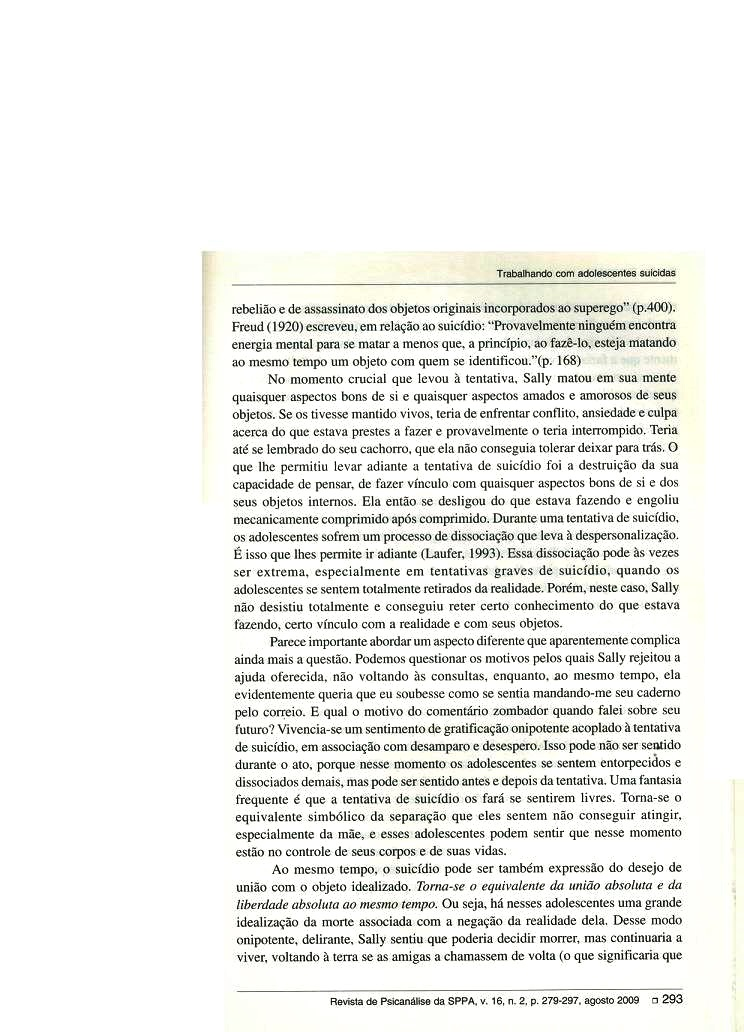 Trabalhando com adolescentes suicidas
rebelião e de assassinato dos objetos originais incorporados ao superego” (p.400).
Freud (1920) escreveu, em relação ao suicídio: “Provavelmente ninguém encontra
energia mental para se matar a menos que, a princípio, ao fazê-lo, esteja matando
ao mesmo tempo um objeto com quem se identificou.”(p. 168)
No momento crucial que levou à tentativa, Sally matou em sua mente
quaisquer aspectos bons de si e quaisquer aspectos amados e amorosos de seus
objetos. Se os tivesse mantido vivos, teria de enfrentar conflito, ansiedade e culpa
acerca do que estava prestes a fazer e provavelmente o teria interrompido. Teria
até se lembrado do seu cachorro, que ela não conseguia tolerar deixar para trás. O
que lhe permitiu levar adiante a tentativa de suicídio foi a destruição da sua
capacidade de pensar, de fazer vínculo com quaisquer aspectos bons de si e dos
seus objetos internos. Ela então se desligou do que estava fazendo e engoliu
mecanicamente comprimido após comprimido. Durante uma tentativa de suicídio,
os adolescentes sofrem um processo de dissociação que leva à despersonalização.
É isso que lhes permite ir adiante (Laufer, 1993). Essa dissociação pode às vezes
ser extrema, especialmente em tentativas graves de suicídio, quando os
adolescentes se sentem totalmente retirados da realidade. Porém, neste caso, Sally
não desistiu totalmente e conseguiu reter certo conhecimento do que estava
fazendo, certo vínculo com a realidade e com seus objetos.
Parece importante abordar um aspecto diferente que aparentemente complica
ainda mais a questão. Podemos questionar os motivos pelos quais Sally rejeitou a
ajuda oferecida, não voltando às consultas, enquanto, ao mesmo tempo, ela
evidentemente queria que eu soubesse como se sentia mandando-me seu caderno
pelo correio. E qual o motivo do comentário zombador quando falei sobre seu
futuro? Vivencia-se um sentimento de gratificação onipotente acoplado à tentativa
de suicídio, em associação com desamparo e desespero. Isso pode não ser sentido
durante o ato, porque nesse momento os adolescentes se sentem entorpecidos e
dissociados demais, mas pode ser sentido antes e depois da tentativa. Uma fantasia
frequente é que a tentativa de suicídio os fará se sentirem livres. Torna-se o
equivalente simbólico da separação que eles sentem não conseguir atingir,
especialmente da mãe, e esses adolescentes podem sentir que nesse momento
estão no controle de seus corpos e de suas vidas.
Ao mesmo tempo, o suicídio pode ser também expressão do desejo de
união com o objeto idealizado. Torna-se o equivalente da união absoluta e da
liberdade absoluta ao mesmo tempo. Ou seja, há nesses adolescentes uma grande
idealização da morte associada com a negação da realidade dela. Desse modo
onipotente, delirante, Sally sentiu que poderia decidir morrer, mas continuaria a
viver, voltando à terra se as amigas a chamassem de volta (o que significaria que
Revista de Psicanálise da SPPA, v. 16, n. 2, p. 279-297, agosto 2009 □ 293